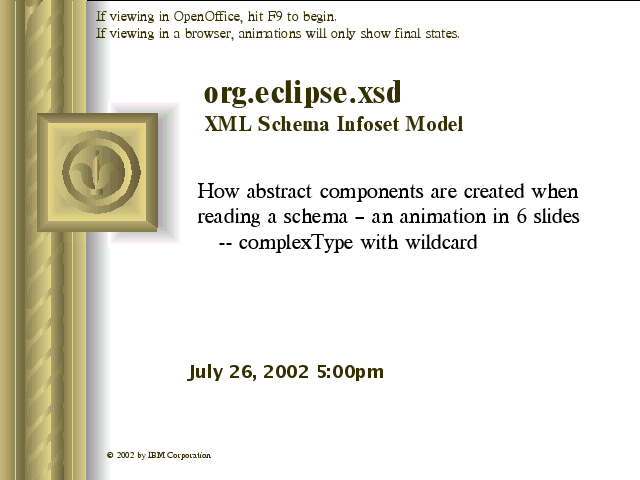 If viewing in OpenOffice, hit F9 to begin.
If viewing in a browser, animations will only show final states.
org.eclipse.xsd
XML Schema Infoset Model
How abstract components are created when
reading a schema – an animation in 6 slides
-- complexType with wildcard
July 26, 2002 5:00pm
© 2002 by IBM Corporation